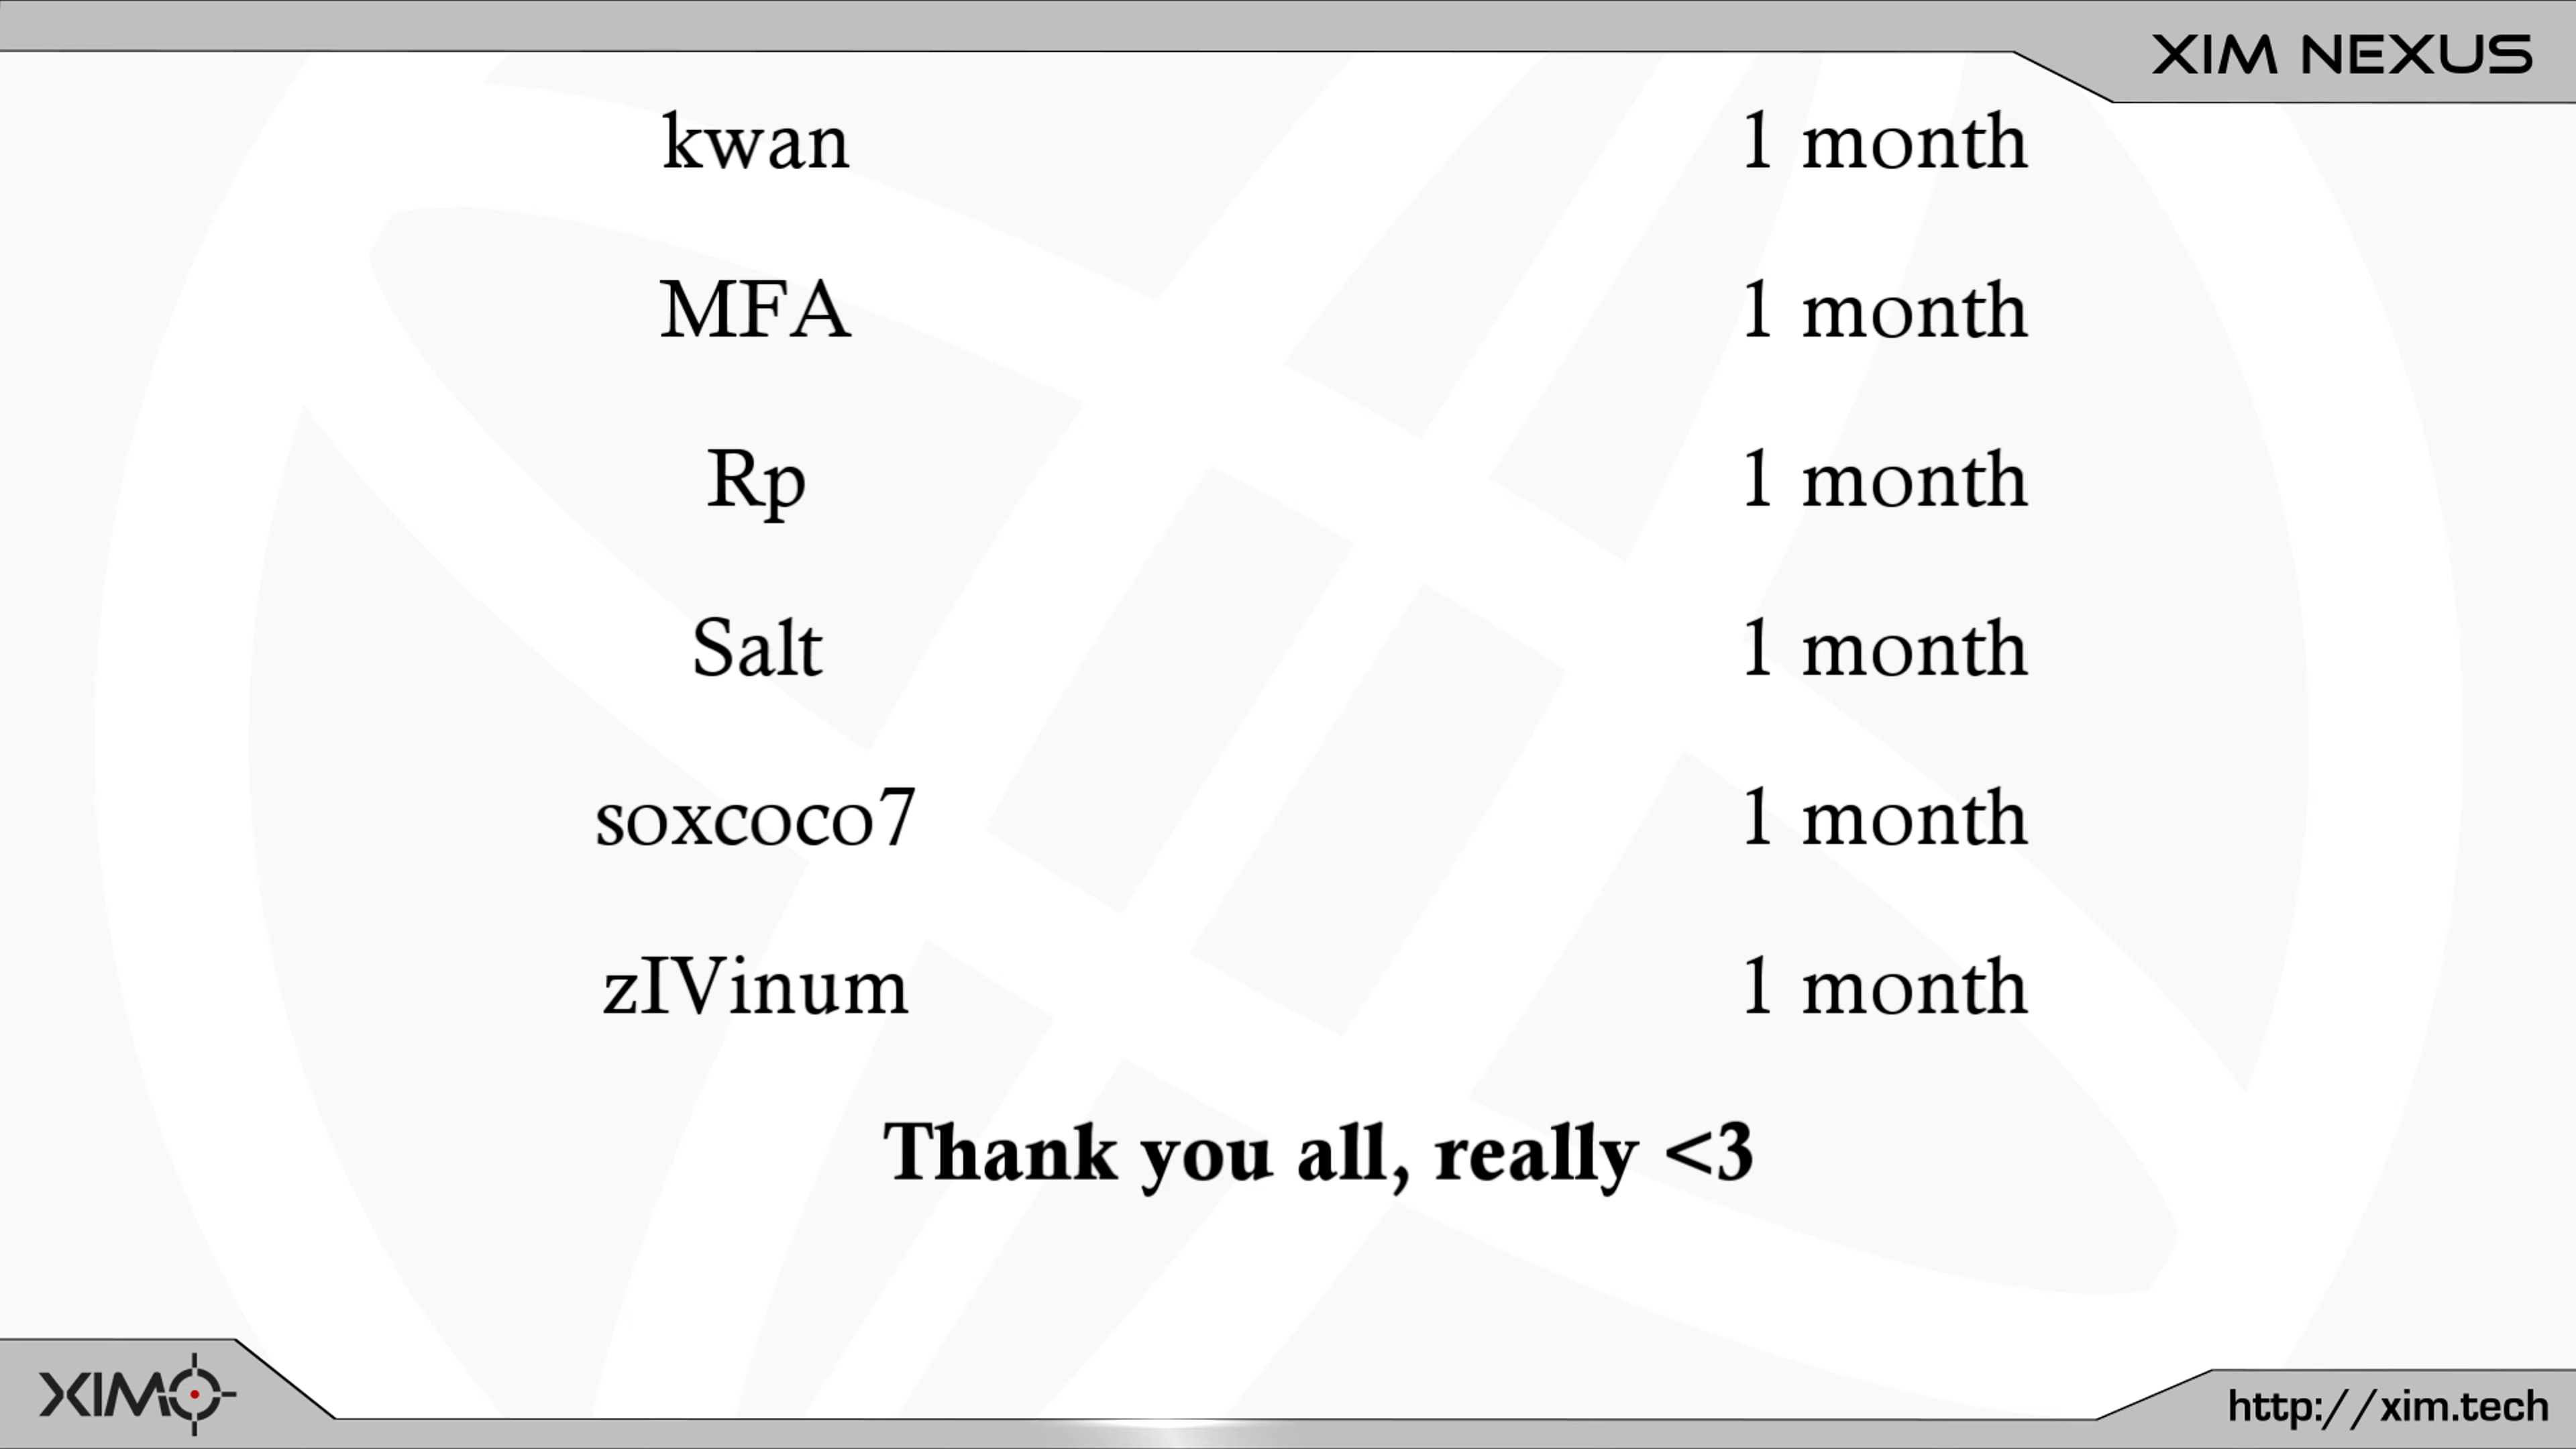 XIM NEXUS
kwan 1 month
MFA 1 month
Rp 1 month
Salt 1 month
soxcoco7 1 month
zIVinum 1 month
Thank you all, really <3
XIM
http://xim.tech